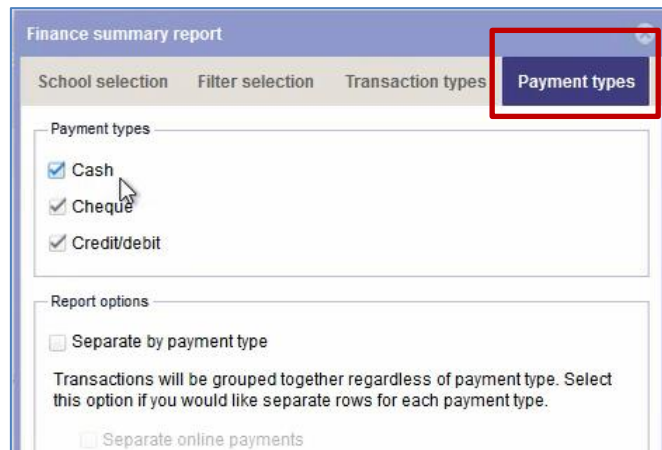 Finance summary report
School selection Filter selection Transaction types Payment types
Payment types
Cash
Cheque
Credit/debit
Report options
Separate by payment type
Transactions will be grouped together regardless of payment type. Select
this option if you would like separate rows for each payment type.
Separate online payments